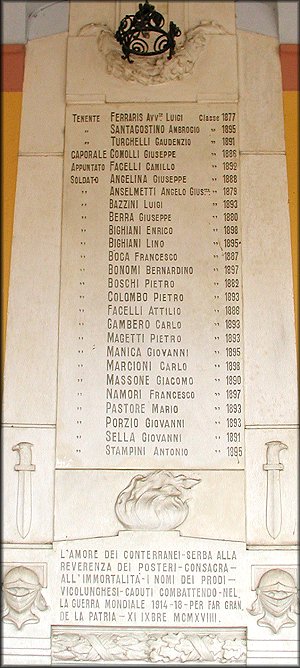 TENENTE FERRARIS AVV.TO LUIGI Classe 1877
" SANTAGOSTINO AMBROGIO " 1895
" TURCHELLI GAUDENZIO " 1891
CAPORALE COMOLLI GIUSEPPE " 1886
APPUNTATO FACELLI CAMILLO " 1892
SOLDATO ANGELINA GIUSEPPE " 1888
" ANSELMETTI ANGELO GIUS.PPE " 1876
" BAZZINI LUIGI " 1893
" BERRA GIUSEPPE " 1880
" BIGHIANI ENRICO " 1898
" BIGHIANI LINO " 1895
" BOCA FRANCESCO " 1887
" BONOMI BERNARDINO " 1897
" BOSCHI PIETRO " 1882
" COLOMBO PIETRO " 1893
" FACELLI ATTILIO " 1886
" GAMBERO CARLO " 1893
" MAGETTI PIETRO " 1893
" MANICA GIOVANNI " 1895
" MARCIONI CARLO " 1898
" MASSONE GIACOMO " 1890
" NAMORI FRANCESCO " 1897
" PASTORE MARIO " 1893
" PORZIO GIOVANNI " 1893
" SELLA GIOVANNI " 1891
" STAMPINI ANTONIO " 1895
L'AMORE DEI CONTERRANEI-SERBA ALLA
REVERENZA DEI POSTERI-CONSACRA-
ALL'IMMORTALITÀ-I NOMI DEI PRODI-
VICOLUNGHESI-CADUTI COMBATTENDO-NEL
LA GUERRA MONDIALE 1914-18-PER FAR GRAN
DE LA PATRIA-XI IXBRE MCXVIIII.